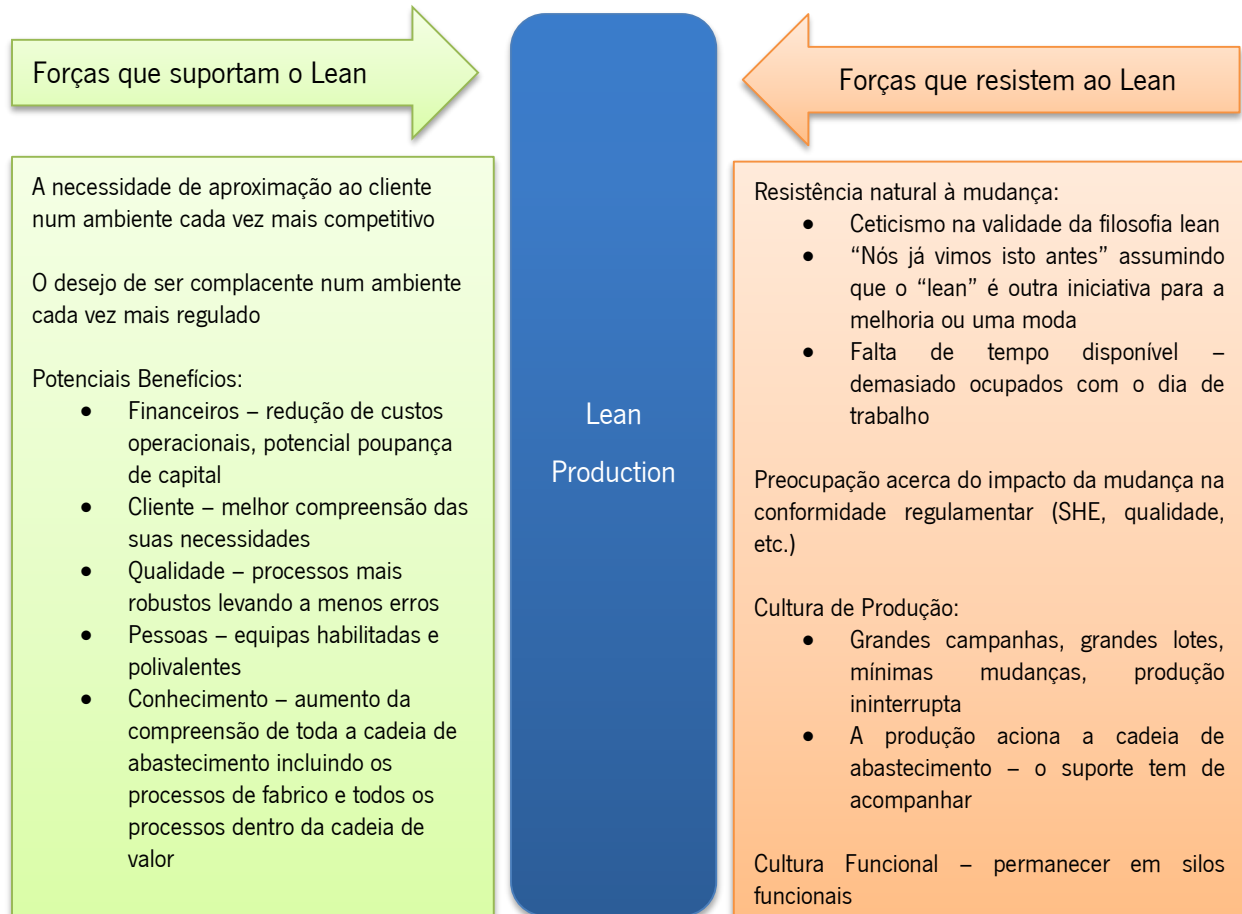 Forças que suportam o Lean
A necessidade de aproximação ao cliente
num ambiente cada vez mais competitivo
O desejo de ser complacente num ambiente
cada vez mais regulado
Potenciais Benefícios:
• Financeiros – redução de custos
operacionais, potencial poupança
de capital
• Cliente – melhor compreensão das
suas necessidades
• Qualidade – processos mais
robustos levando a menos erros
• Pessoas – equipas habilitadas e
polivalentes
• Conhecimento – aumento da
compreensão de toda a cadeia de
abastecimento incluindo os
processos de fabrico e todos os
processos dentro da cadeia de
valor
Lean
Production
Forças que resistem ao Lean
Resistência natural à mudança:
• Ceticismo na validade da filosofia lean
• “Nós já vimos isto antes” assumindo
que o “lean” é outra iniciativa para a
melhoria ou uma moda
• Falta de tempo disponível –
demasiado ocupados com o dia de
trabalho
Preocupação acerca do impacto da mudança na
conformidade regulamentar (SHE, qualidade,
etc.)
Cultura de Produção:
• Grandes campanhas, grandes lotes,
mínimas mudanças, produção
ininterrupta
• A produção aciona a cadeia de
abastecimento – o suporte tem de
acompanhar
Cultura Funcional – permanecer em silos
funcionais